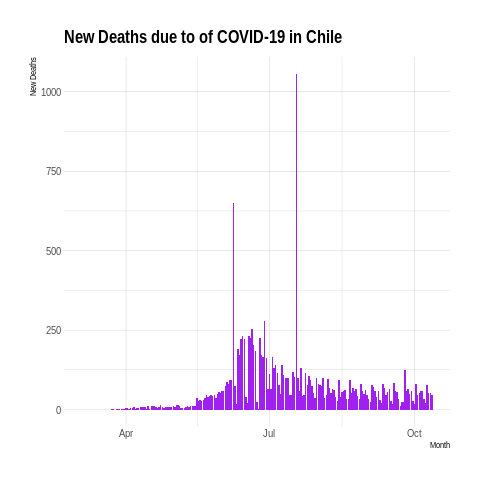 New Deaths due to of COVID-19 in Chile
New Deaths
1000
750
500
250
0
Apr
Jul
Oct
Month